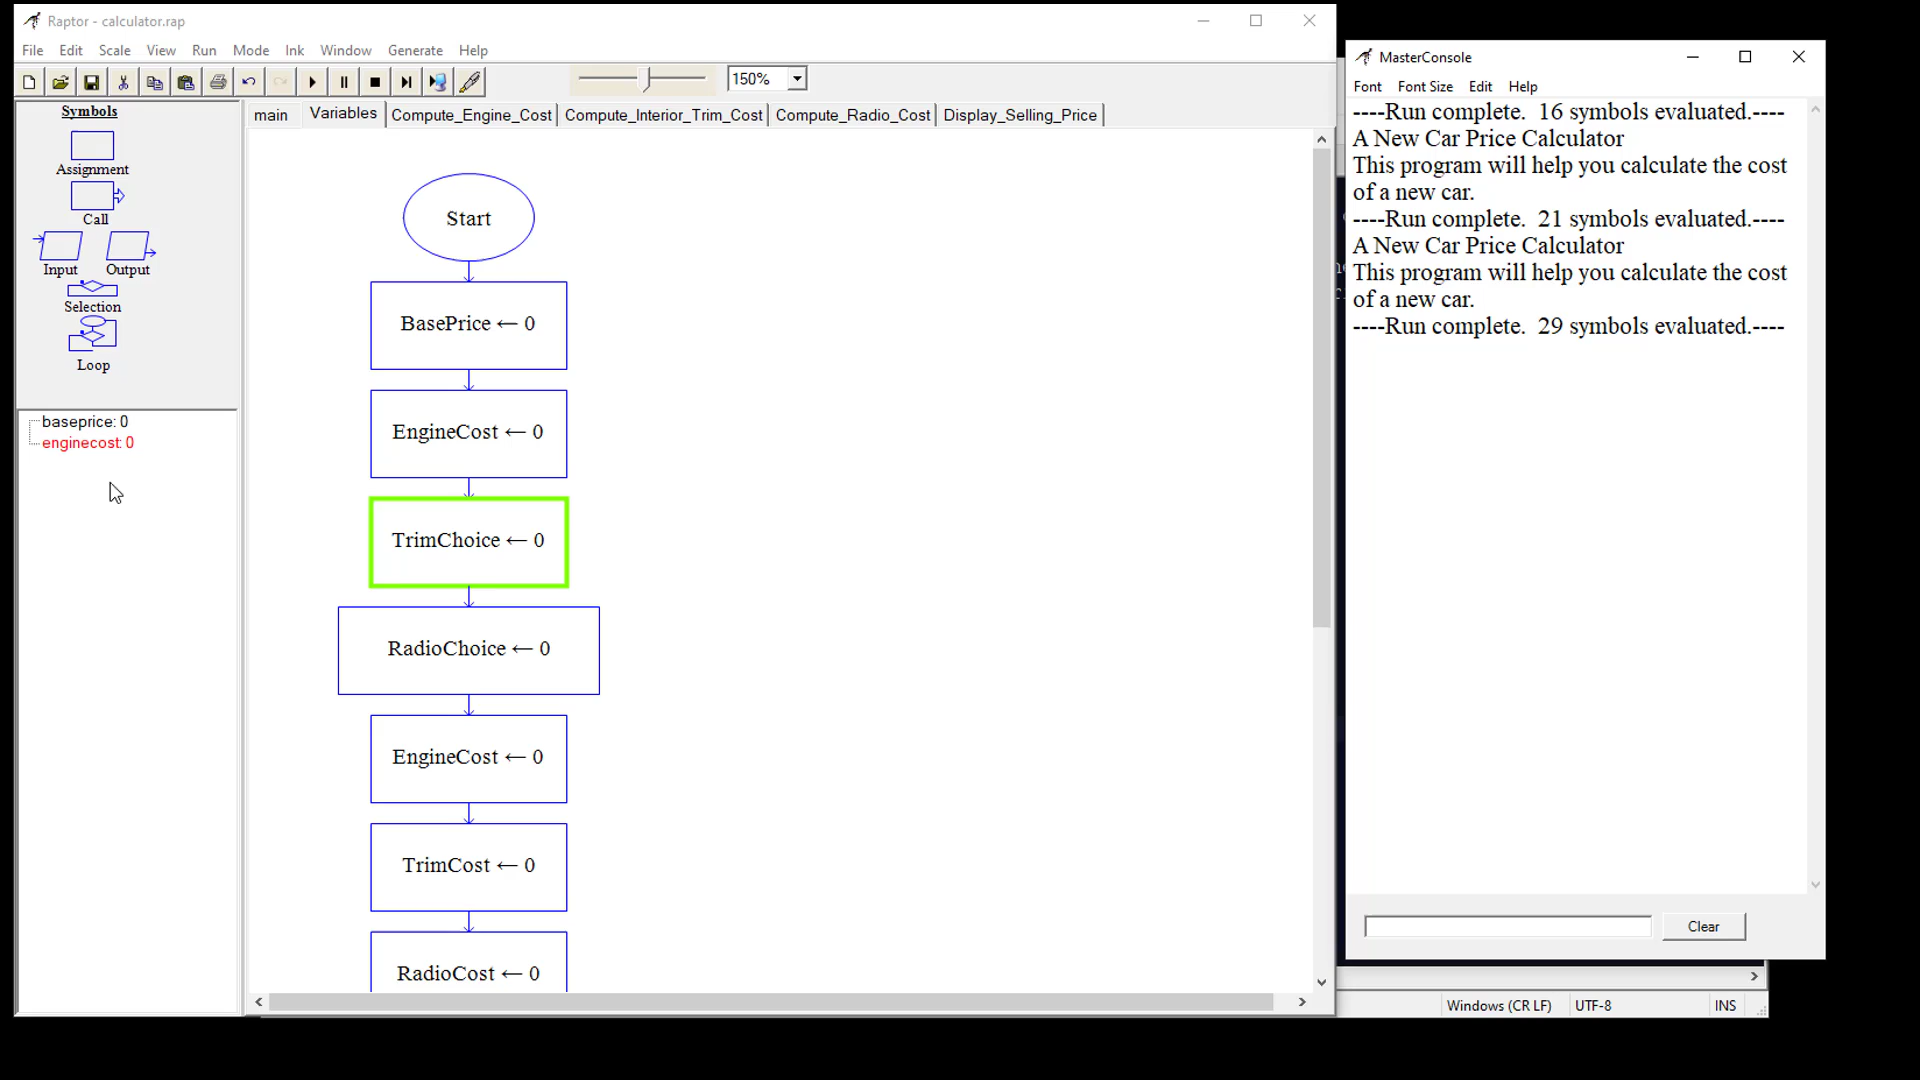 Raptor - calculator.rap
File Edit Scale View Run Mode Ink Window Generate Help
150%
Symbols
Assignment
Call
Input Output
Selection
Loop
baseprice: 0
enginecost: 0
main Variables Compute_Engine_Cost Compute_Interior_Trim_Cost Compute_Radio_Cost Display_Selling_Price
Start
BasePrice ← 0
EngineCost ← 0
TrimChoice ← 0
RadioChoice ← 0
EngineCost ← 0
TrimCost ← 0
RadioCost ← 0
MasterConsole
Font Font Size Edit Help
----Run complete.  16 symbols evaluated.----
A New Car Price Calculator
This program will help you calculate the cost
of a new car.
----Run complete.  21 symbols evaluated.----
A New Car Price Calculator
This program will help you calculate the cost
of a new car.
----Run complete.  29 symbols evaluated.----
Clear
Windows (CR LF) UTF-8 INS